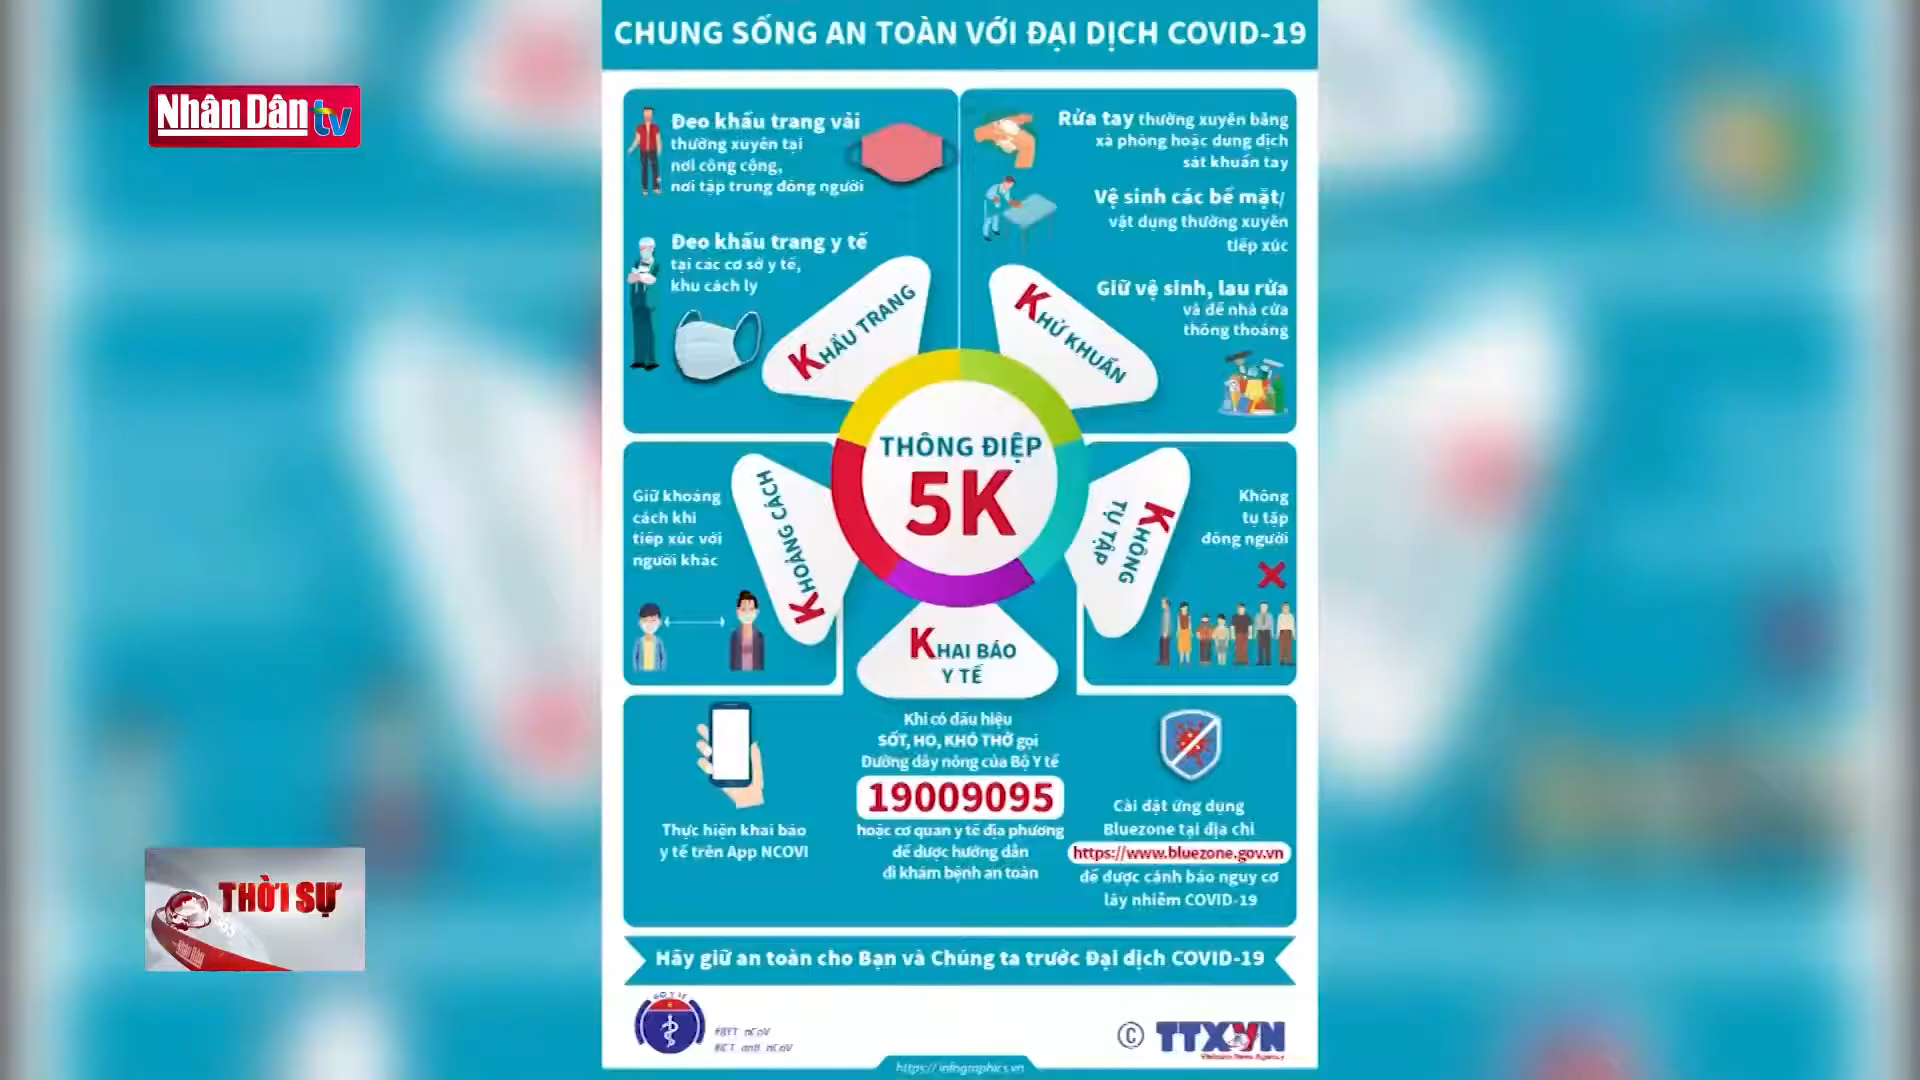 CHUNG SỐNG AN TOÀN VỚI ĐẠI DỊCH COVID-19
Nhân Dân tv
Đeo khẩu trang vải
thường xuyên tại
nơi công cộng,
nơi tập trung đông người
Đeo khẩu trang y tế
tại các cơ sở y tế,
khu cách ly
KHẨU TRANG
Rửa tay thường xuyên bằng
xà phòng hoặc dung dịch
sát khuẩn tay
Vệ sinh các bề mặt/
vật dụng thường xuyên
tiếp xúc
Giữ vệ sinh, lau rửa
và để nhà cửa
thông thoáng
KHỬ KHUẨN
THÔNG ĐIỆP
5K
Giữ khoảng
cách khi
tiếp xúc với
người khác
KHOẢNG CÁCH
KHÔNG
TỤ TẬP
Không
tụ tập
đông người
KHAI BÁO
Y TẾ
Thực hiện khai báo
y tế trên App NCOVI
Khi có dấu hiệu
SỐT, HO, KHÓ THỞ gọi
Đường dây nóng của Bộ Y tế
19009095
hoặc cơ quan y tế địa phương
để được hướng dẫn
đi khám bệnh an toàn
Cài đặt ứng dụng
Bluezone tại địa chỉ
https://www.bluezone.gov.vn
để được cảnh báo nguy cơ
lây nhiễm COVID-19
THỜI SỰ
Nhân Dân
Hãy giữ an toàn cho Bạn và Chúng ta trước Đại dịch COVID-19
BỘ Y TẾ
#BYT_nCoV
#ICT_anti_nCoV
© TTXVN
Vietnam News Agency
https://infographics.vn